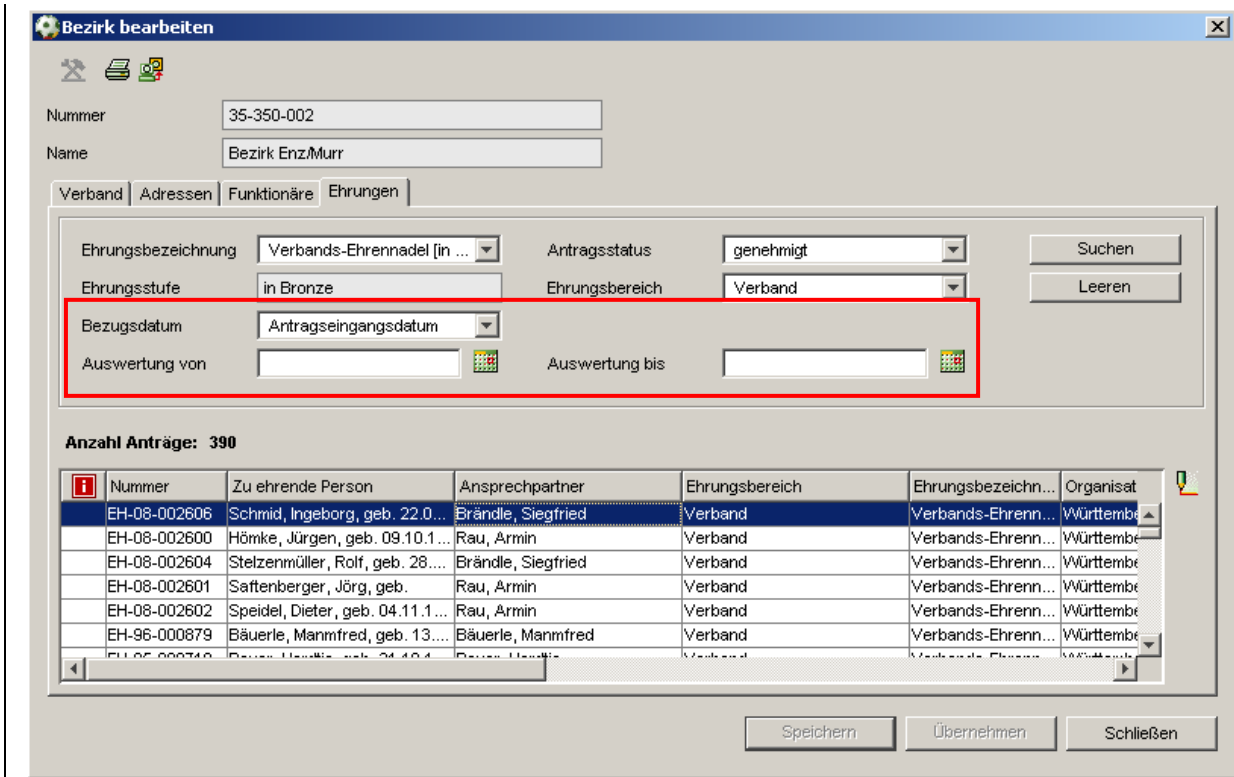 Bezirk bearbeiten
Nummer 35-350-002
Name Bezirk Enz/Murr
Verband Adressen Funktionäre Ehrungen
Ehrungsbezeichnung Verbands-Ehrennadel [in ... Antragsstatus genehmigt Suchen
Ehrungsstufe in Bronze Ehrungsbereich Verband Leeren
Bezugsdatum Antragseingangsdatum
Auswertung von Auswertung bis
Anzahl Anträge: 390
Nummer Zu ehrende Person Ansprechpartner Ehrungsbereich Ehrungsbezeichn... Organisat
EH-08-002606 Schmid, Ingeborg, geb. 22.0... Brändle, Siegfried Verband Verbands-Ehrenn... Württembe
EH-08-002600 Hömke, Jürgen, geb. 09.10.1... Rau, Armin Verband Verbands-Ehrenn... Württembe
EH-08-002604 Stelzenmüller, Rolf, geb. 28.... Brändle, Siegfried Verband Verbands-Ehrenn... Württembe
EH-08-002601 Saftenberger, Jörg, geb. Rau, Armin Verband Verbands-Ehrenn... Württembe
EH-08-002602 Speidel, Dieter, geb. 04.11.1... Rau, Armin Verband Verbands-Ehrenn... Württembe
EH-96-000879 Bäuerle, Manmfred, geb. 13.... Bäuerle, Manmfred Verband Verbands-Ehrenn... Württembe
Speichern Übernehmen Schließen